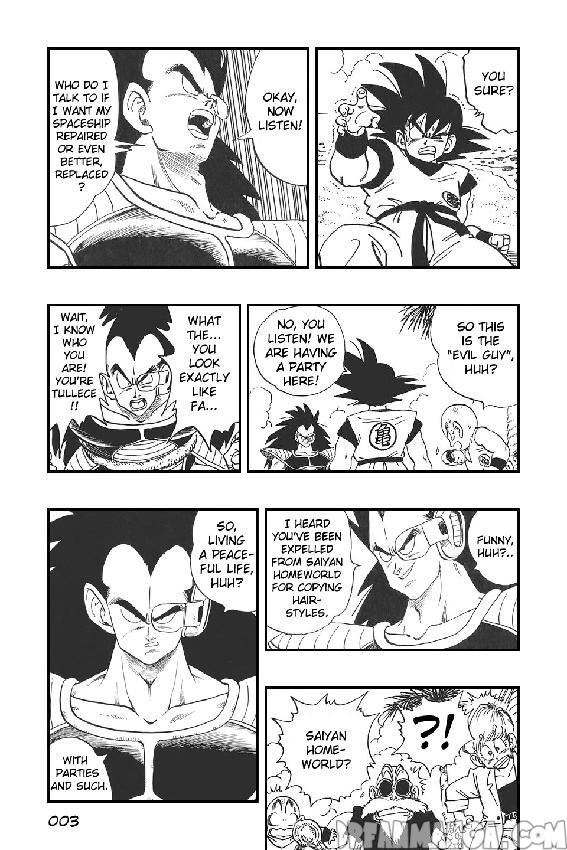 YOU
SURE?
OKAY,
NOW
LISTEN!
WHO DO I
TALK TO IF
I WANT MY
SPACESHIP
REPAIRED
OR EVEN
BETTER,
REPLACED
?
SO THIS
IS THE
"EVIL GUY",
HUH?
NO, YOU
LISTEN! WE
ARE HAVING
A PARTY
HERE!
亀
WHAT
THE...
YOU
LOOK
EXACTLY
LIKE
FA...
WAIT,
I KNOW
WHO
YOU
ARE!
YOU'RE
TULLECE
!!
FUNNY,
HUH?..
I HEARD
YOU'VE BEEN
EXPELLED
FROM SAIYAN
HOMEWORLD
FOR COPYING
HAIR-
STYLES.
?!
SAIYAN
HOME-
WORLD?
SO,
LIVING
A PEACE-
FUL LIFE,
HUH?
WITH
PARTIES
AND SUCH.
003
DREAMMANGA.COM